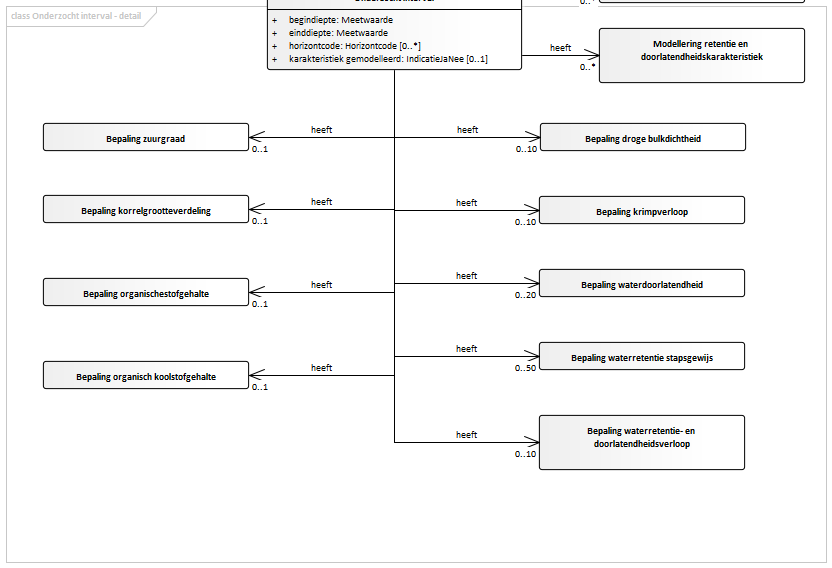 class Onderzocht interval - detail
+ begindiepte: Meetwaarde
+ einddiepte: Meetwaarde
+ horizontcode: Horizontcode [0..*]
+ karakteristiek gemodelleerd: IndicatieJaNee [0..1]
0..
heeft
0..*
Modellering retentie en
doorlatendheidskarakteristiek
Bepaling zuurgraad
heeft
0..1
heeft
0..10
Bepaling droge bulkdichtheid
Bepaling korrelgrootteverdeling
heeft
0..1
heeft
0..10
Bepaling krimpverloop
Bepaling organischestofgehalte
heeft
0..1
heeft
0..20
Bepaling waterdoorlatendheid
Bepaling organisch koolstofgehalte
heeft
0..1
heeft
0..50
Bepaling waterretentie stapsgewijs
heeft
0..10
Bepaling waterretentie- en
doorlatendheidsverloop